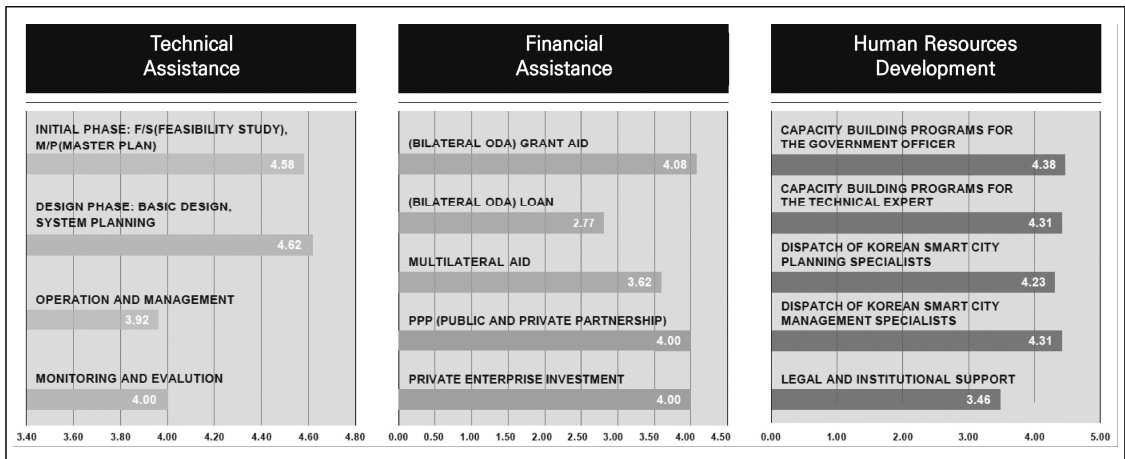 Technical
Assistance
INITIAL PHASE: F/S(FEASIBILITY STUDY),
M/P(MASTER PLAN)
4.58
DESIGN PHASE: BASIC DESIGN,
SYSTEM PLANNING
4.62
OPERATION AND MANAGEMENT
3.92
MONITORING AND EVALUTION
4.00
3.40 3.60 3.80 4.00 4.20 4.40 4.60 4.80
Financial
Assistance
(BILATERAL ODA) GRANT AID
4.08
(BILATERAL ODA) LOAN
2.77
MULTILATERAL AID
3.62
PPP (PUBLIC AND PRIVATE PARTNERSHIP)
4.00
PRIVATE ENTERPRISE INVESTMENT
4.00
0.00 0.50 1.00 1.50 2.00 2.50 3.00 3.50 4.00 4.50
Human Resources
Development
CAPACITY BUILDING PROGRAMS FOR
THE GOVERNMENT OFFICER
4.38
CAPACITY BUILDING PROGRAMS FOR
THE TECHNICAL EXPERT
4.31
DISPATCH OF KOREAN SMART CITY
PLANNING SPECIALISTS
4.23
DISPATCH OF KOREAN SMART CITY
MANAGEMENT SPECIALISTS
4.31
LEGAL AND INSTITUTIONAL SUPPORT
3.46
0.00 1.00 2.00 3.00 4.00 5.00